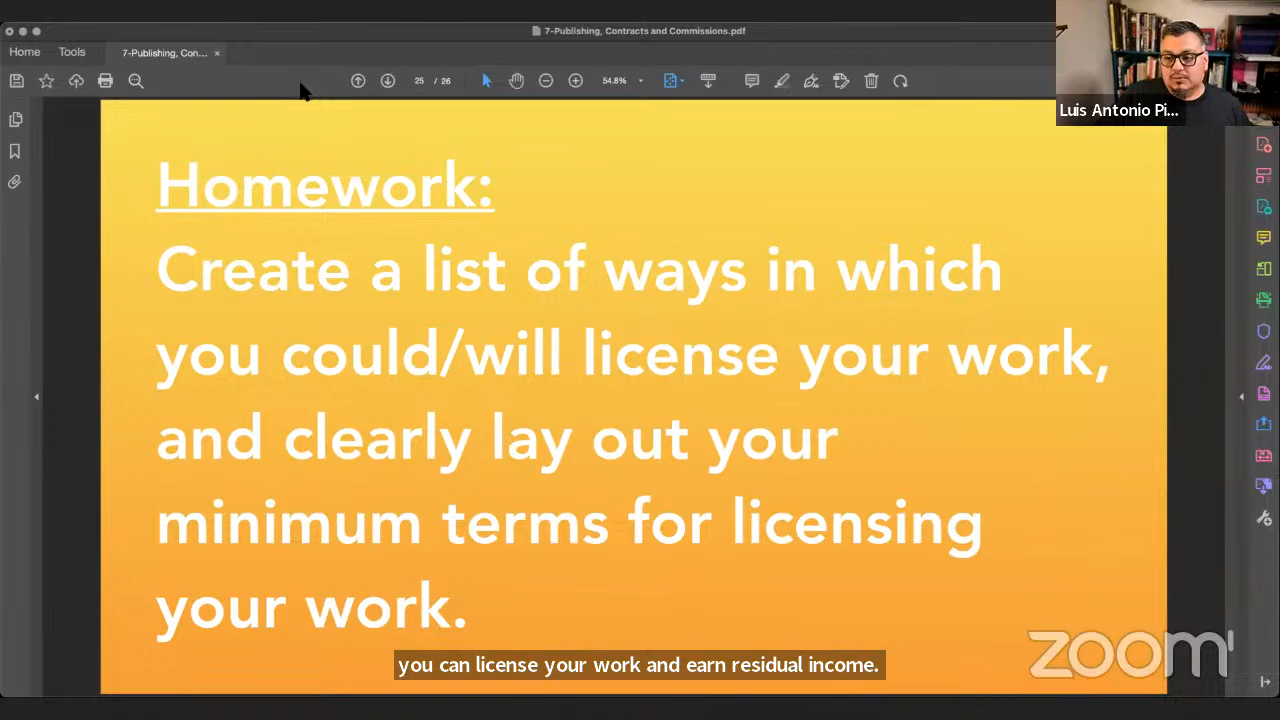 7-Publishing, Contracts and Commissions.pdf
Home
Tools
7-Publishing, Con...
25 / 26
54.8%
Luis Antonio Pi...
Homework:
Create a list of ways in which
you could/will license your work,
and clearly lay out your
minimum terms for licensing
your work.
you can license your work and earn residual income.
zoom